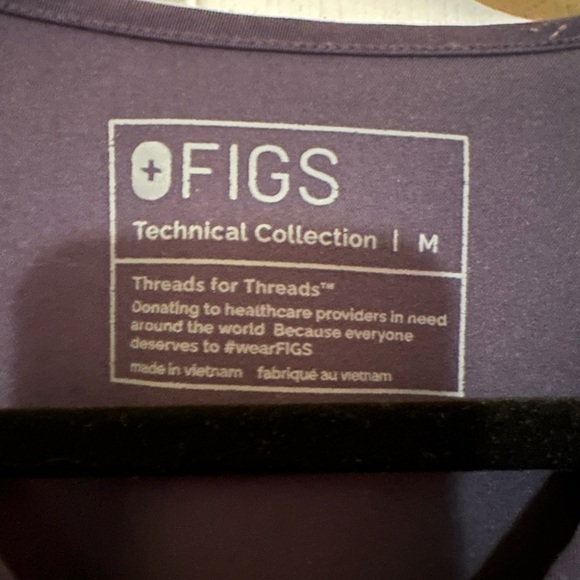 FIGS
Technical Collection | M
Threads for Threads™
Donating to healthcare providers in need
around the world Because everyone
deserves to #wearFIGS
made in vietnam fabriqué au vietnam